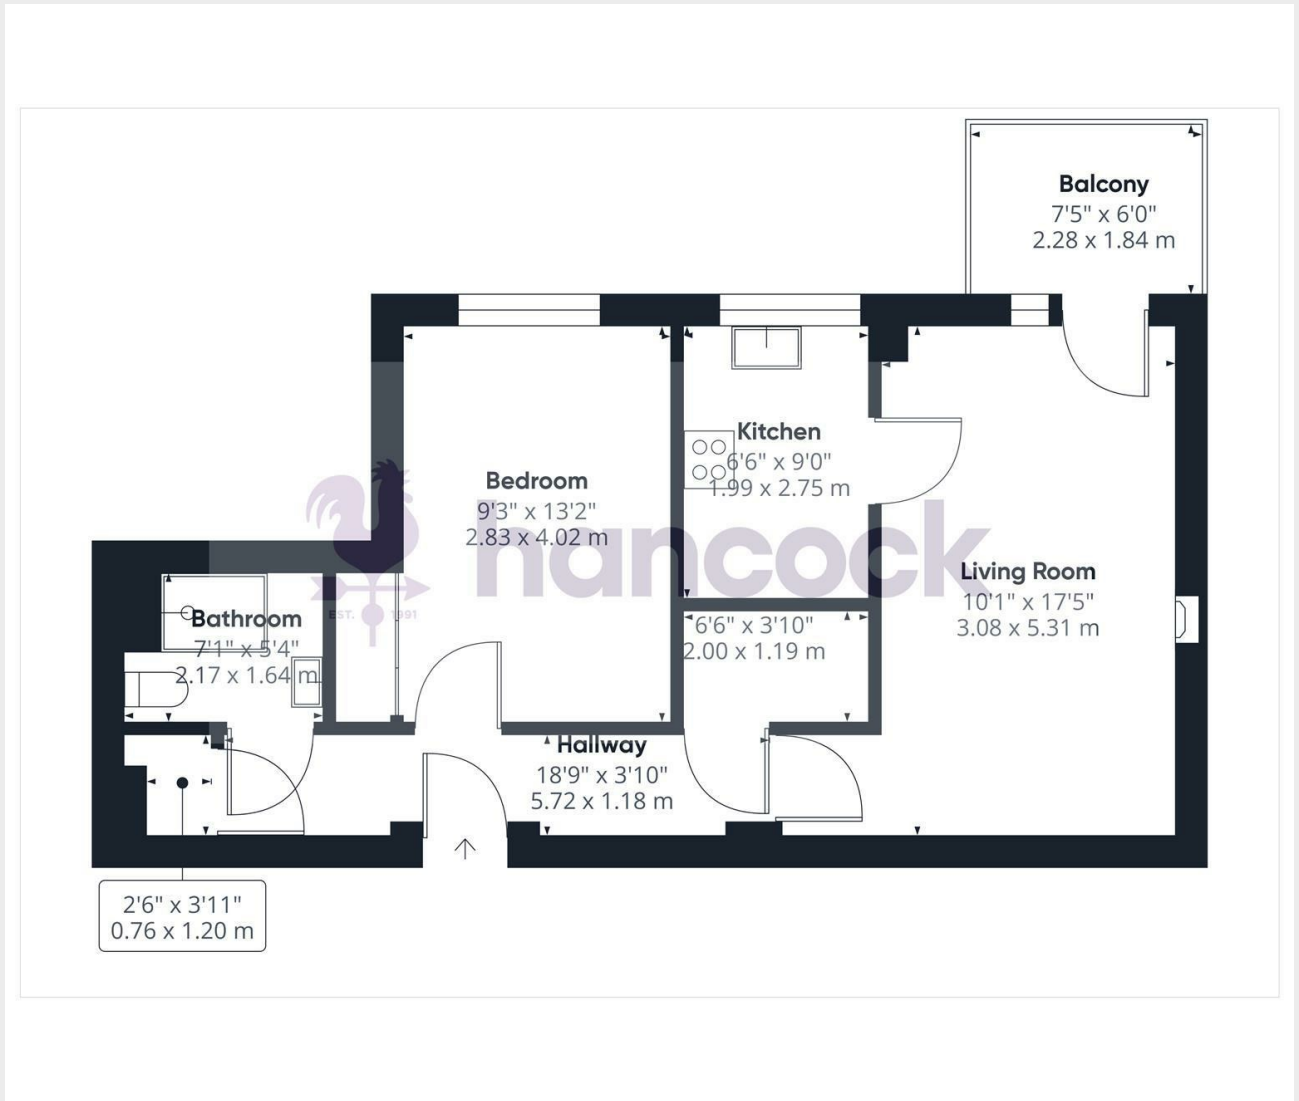 Balcony
7'5" x 6'0"
2.28 x 1.84 m
Kitchen
6'6" x 9'0"
1.99 x 2.75 m
Bedroom
9'3" x 13'2"
2.83 x 4.02 m
hancock
EST. 1991
Living Room
10'1" x 17'5"
3.08 x 5.31 m
Bathroom
7'1" x 5'4"
2.17 x 1.64 m
6'6" x 3'10"
2.00 x 1.19 m
Hallway
18'9" x 3'10"
5.72 x 1.18 m
2'6" x 3'11"
0.76 x 1.20 m